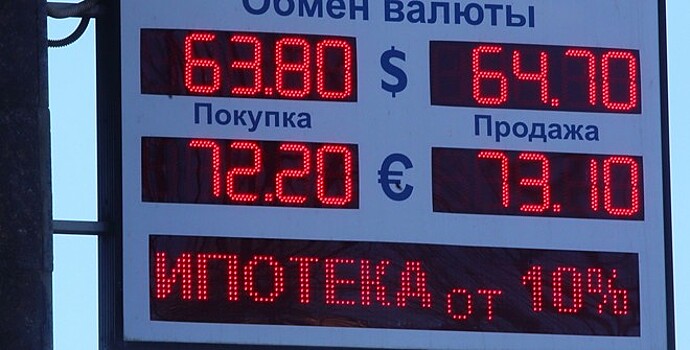 Обмен валюты
63.80 $ 64.70
Покупка Продажа
72.20 € 73.10
ИПОТЕКА от 10%